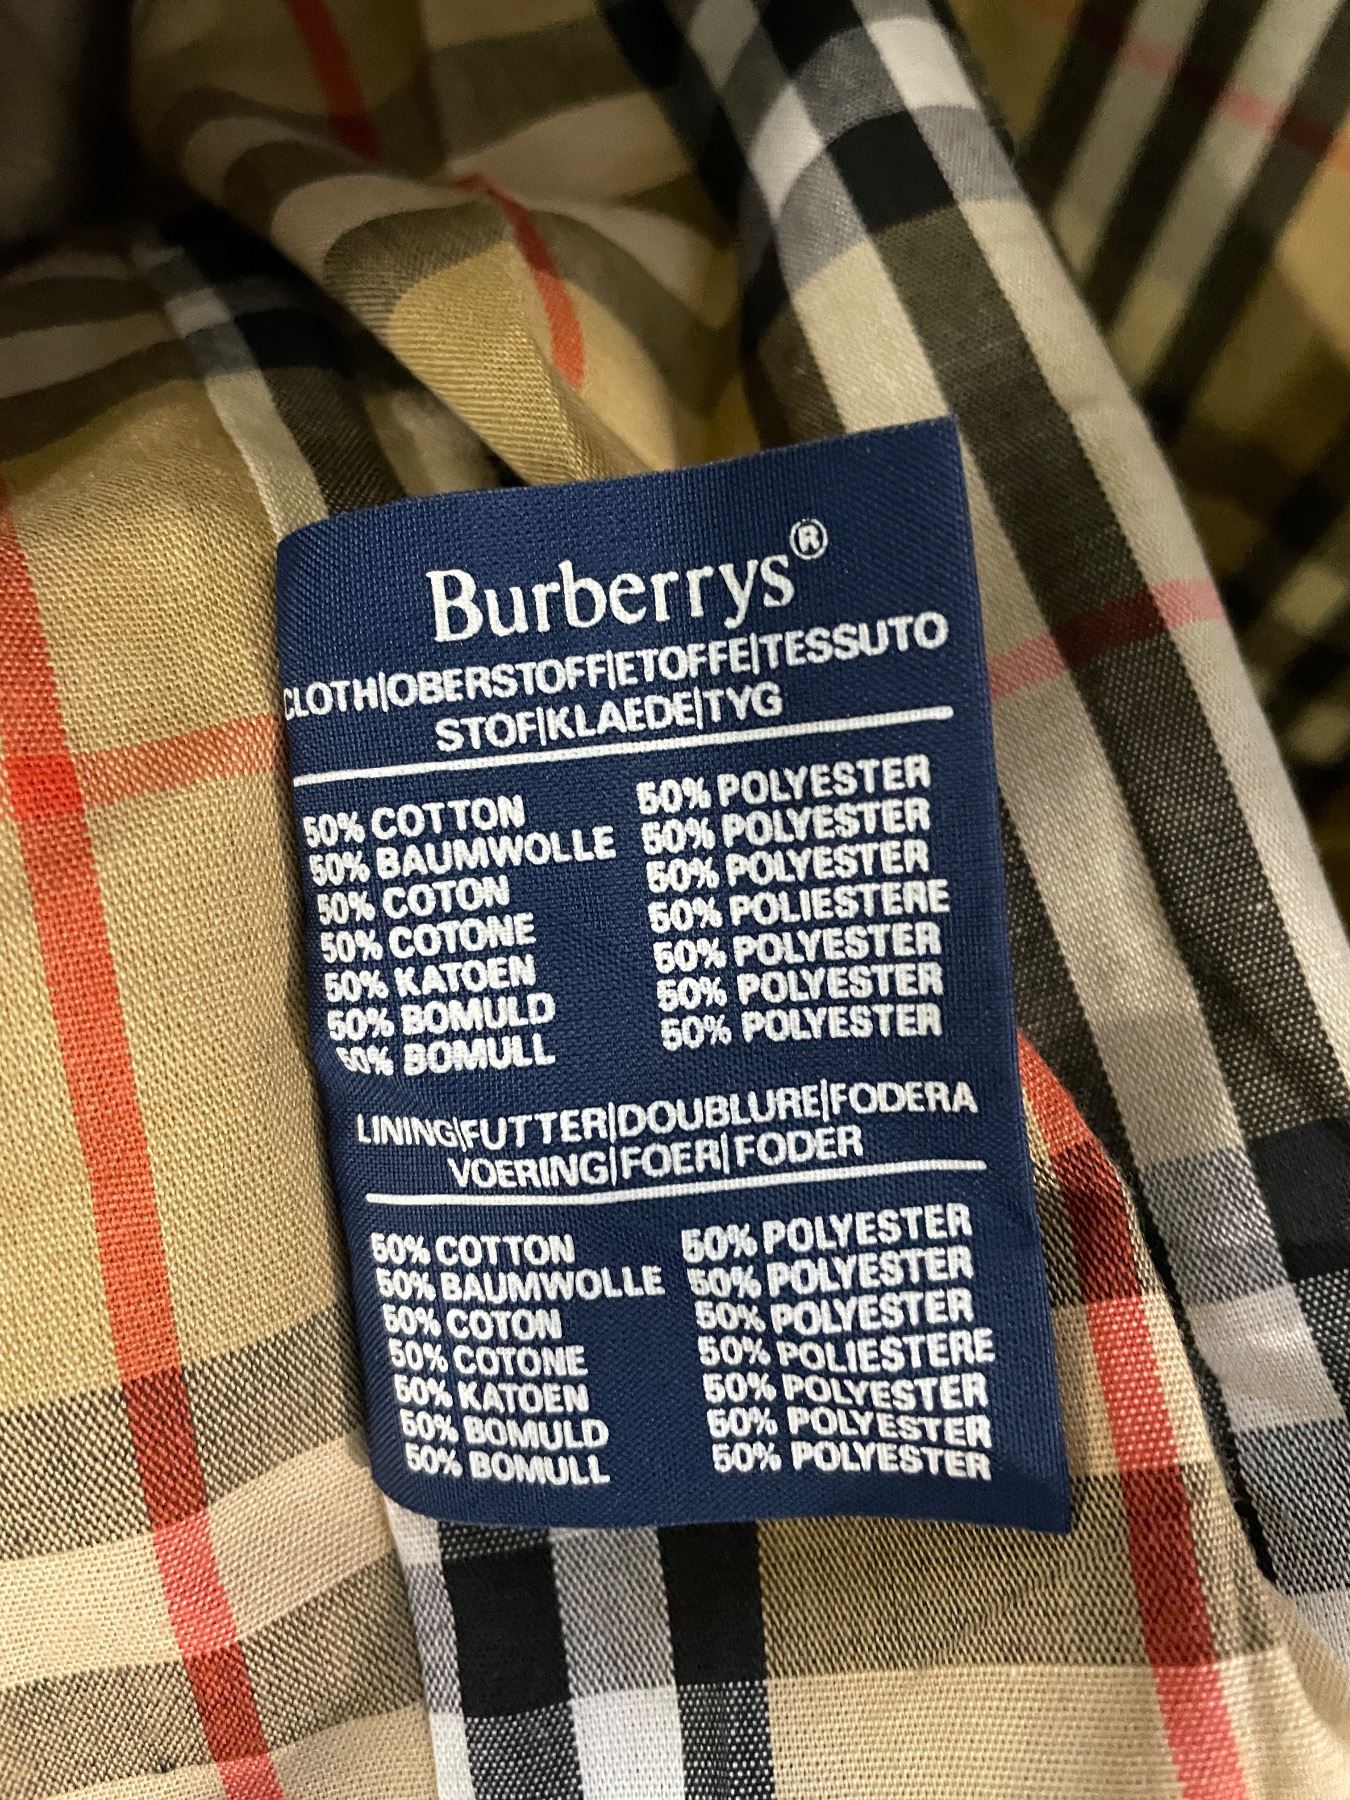 Burberrys®
CLOTH|OBERSTOFF|ETOFFE|TESSUTO
STOF|KLAEDE|TYG
50% COTTON 50% POLYESTER
50% BAUMWOLLE 50% POLYESTER
50% COTON 50% POLYESTER
50% COTONE 50% POLIESTERE
50% KATOEN 50% POLYESTER
50% BOMULD 50% POLYESTER
50% BOMULL 50% POLYESTER
LINING|FUTTER|DOUBLURE|FODERA
VOERING|FOER|FODER
50% COTTON 50% POLYESTER
50% BAUMWOLLE 50% POLYESTER
50% COTON 50% POLYESTER
50% COTONE 50% POLIESTERE
50% KATOEN 50% POLYESTER
50% BOMULD 50% POLYESTER
50% BOMULL 50% POLYESTER